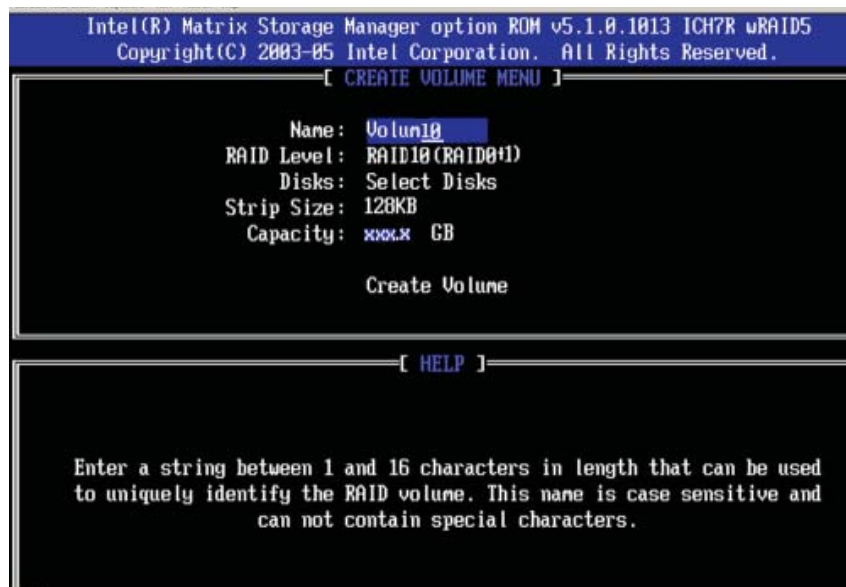 Intel(R) Matrix Storage Manager option ROM v5.1.0.1013 ICH7R wRAID5
Copyright(C) 2003-05 Intel Corporation. All Rights Reserved.
[ CREATE VOLUME MENU ]
Name: Volum10
RAID Level: RAID10(RAID0+1)
Disks: Select Disks
Strip Size: 128KB
Capacity: xxx.x GB
Create Volume
[ HELP ]
Enter a string between 1 and 16 characters in length that can be used
to uniquely identify the RAID volume. This name is case sensitive and
can not contain special characters.